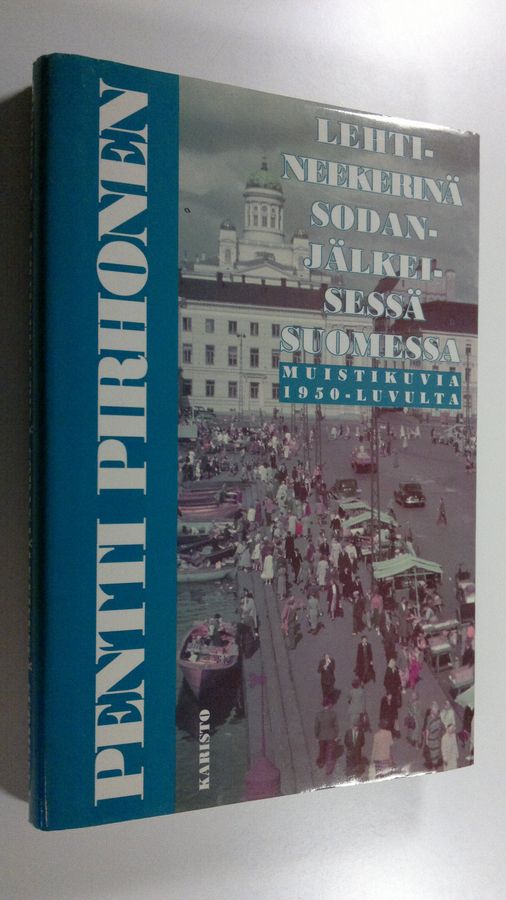 PENTTI PIRHONEN
LEHTI-
NEEKERINÄ
SODAN-
JÄLKEI-
SESSÄ
SUOMESSA
MUISTIKUVIA
1950-LUVULTA
KARISTO